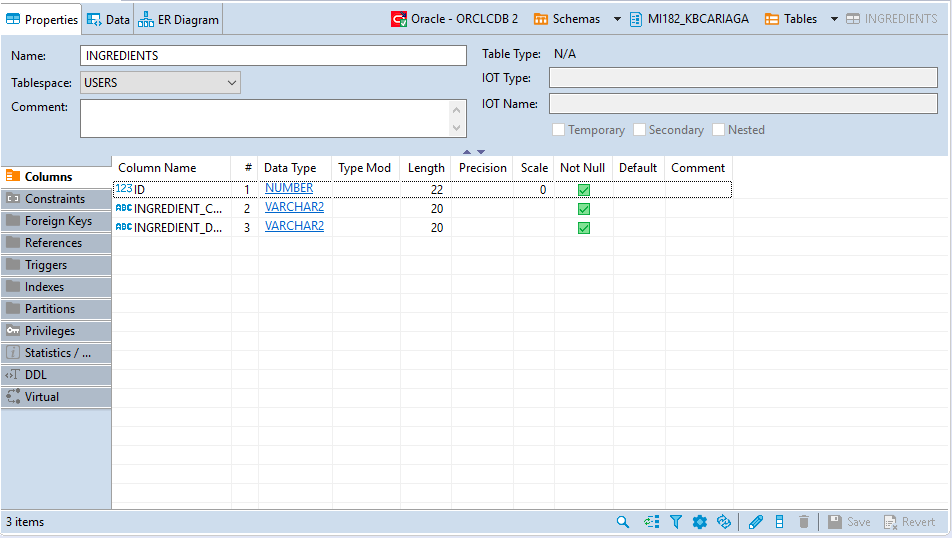 Properties Data ER Diagram Oracle - ORCLCDB 2 Schemas MI182_KBCARIAGA Tables INGREDIENTS
Name: INGREDIENTS Table Type: N/A
Tablespace: USERS IOT Type:
Comment: IOT Name:
Temporary Secondary Nested
Column Name # Data Type Type Mod Length Precision Scale Not Null Default Comment
Columns
123 ID 1 NUMBER 22 0
Constraints
ABC INGREDIENT_C... 2 VARCHAR2 20
Foreign Keys
ABC INGREDIENT_D... 3 VARCHAR2 20
References
Triggers
Indexes
Partitions
Privileges
Statistics / ...
DDL
Virtual
3 items Save Revert